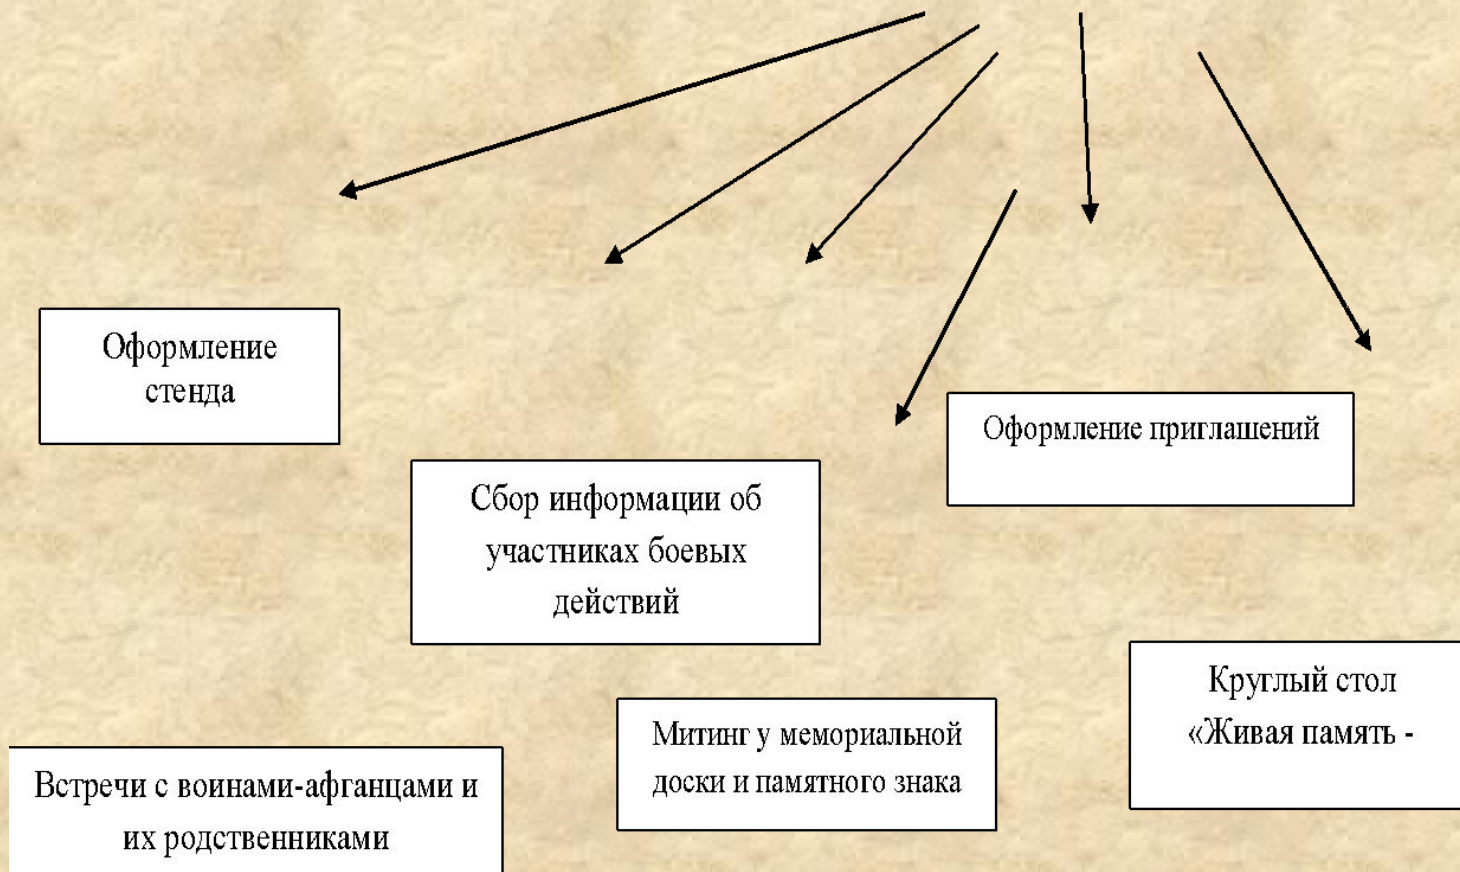 Оформление
стенда
Оформление приглашений
Сбор информации об
участниках боевых
действий
Круглый стол
«Живая память -
Митинг у мемориальной
доски и памятного знака
Встречи с воинами-афганцами и
их родственниками